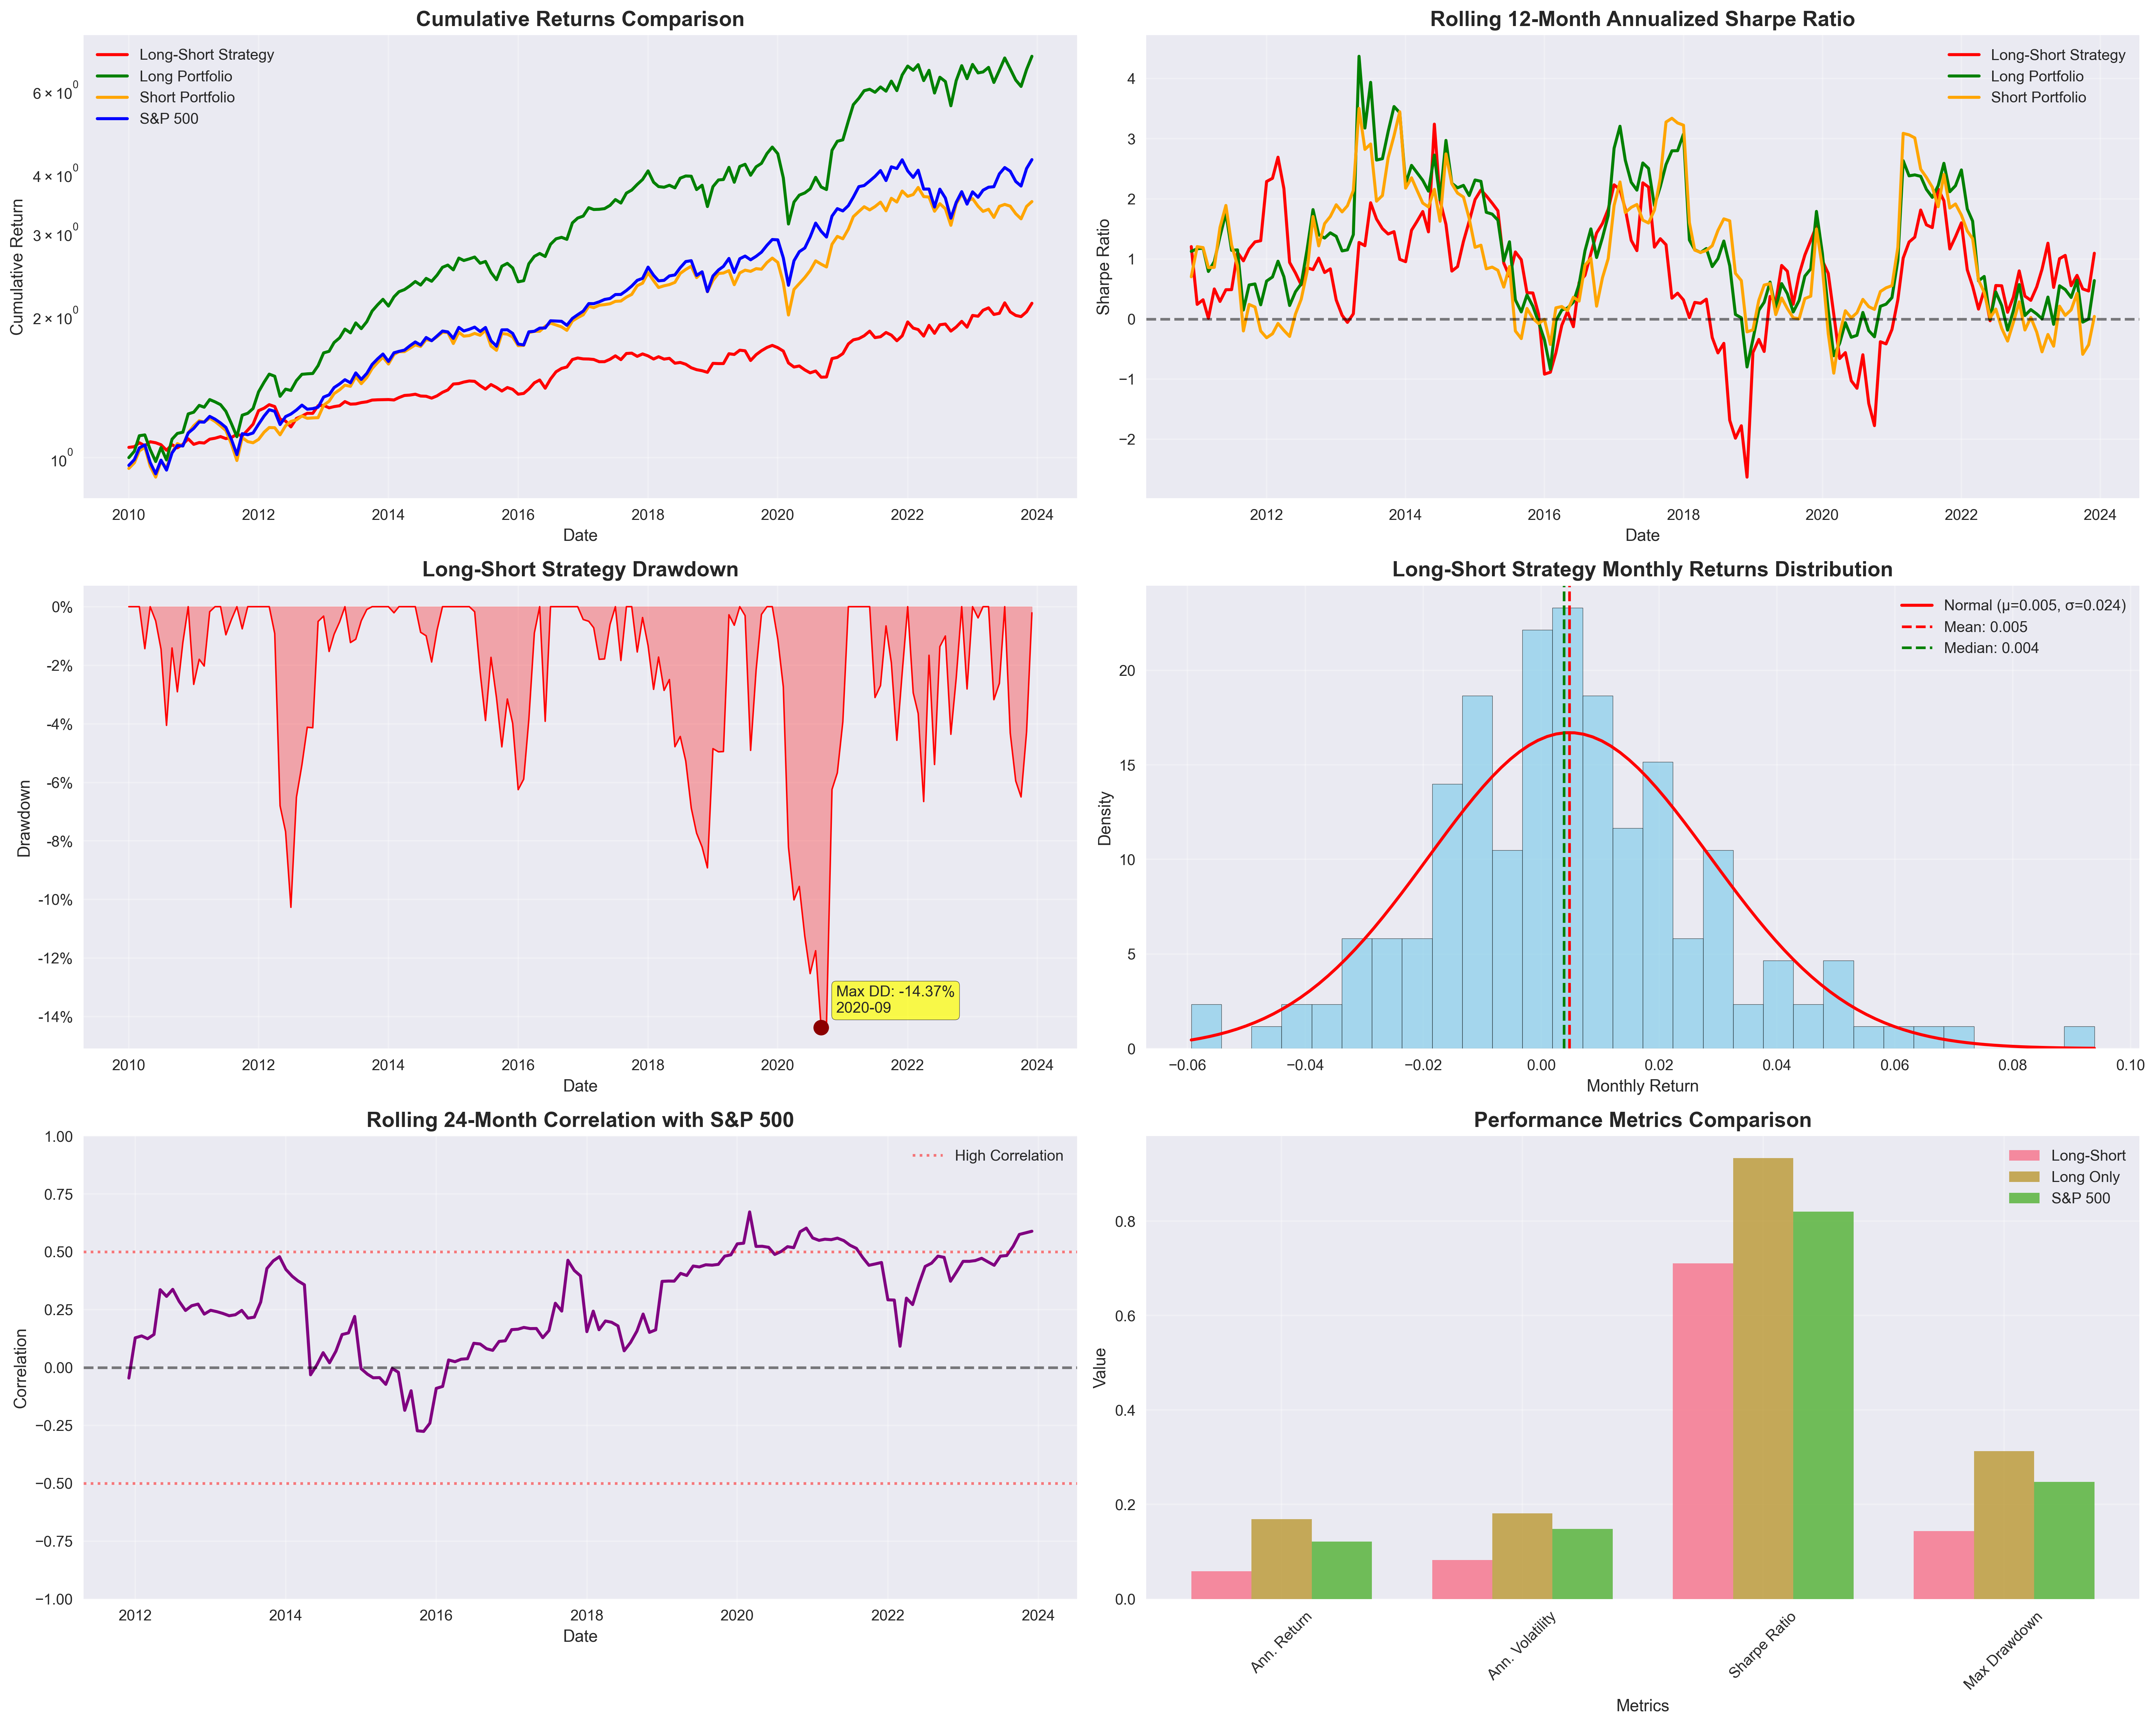 Cumulative Returns Comparison
Long-Short Strategy
Long Portfolio
Short Portfolio
S&P 500
6 × 10⁰
4 × 10⁰
3 × 10⁰
2 × 10⁰
10⁰
Cumulative Return
2010 2012 2014 2016 2018 2020 2022 2024
Date
Rolling 12-Month Annualized Sharpe Ratio
Long-Short Strategy
Long Portfolio
Short Portfolio
4
3
2
1
0
−1
−2
Sharpe Ratio
2012 2014 2016 2018 2020 2022 2024
Date
Long-Short Strategy Drawdown
0%
-2%
-4%
-6%
-8%
-10%
-12%
-14%
Drawdown
Max DD: -14.37%
2020-09
2010 2012 2014 2016 2018 2020 2022 2024
Date
Long-Short Strategy Monthly Returns Distribution
Normal (μ=0.005, σ=0.024)
Mean: 0.005
Median: 0.004
20
15
10
5
0
Density
−0.06 −0.04 −0.02 0.00 0.02 0.04 0.06 0.08 0.10
Monthly Return
Rolling 24-Month Correlation with S&P 500
High Correlation
1.00
0.75
0.50
0.25
0.00
−0.25
−0.50
−0.75
−1.00
Correlation
2012 2014 2016 2018 2020 2022 2024
Date
Performance Metrics Comparison
Long-Short
Long Only
S&P 500
0.8
0.6
0.4
0.2
0.0
Value
Ann. Return
Ann. Volatility
Sharpe Ratio
Max Drawdown
Metrics